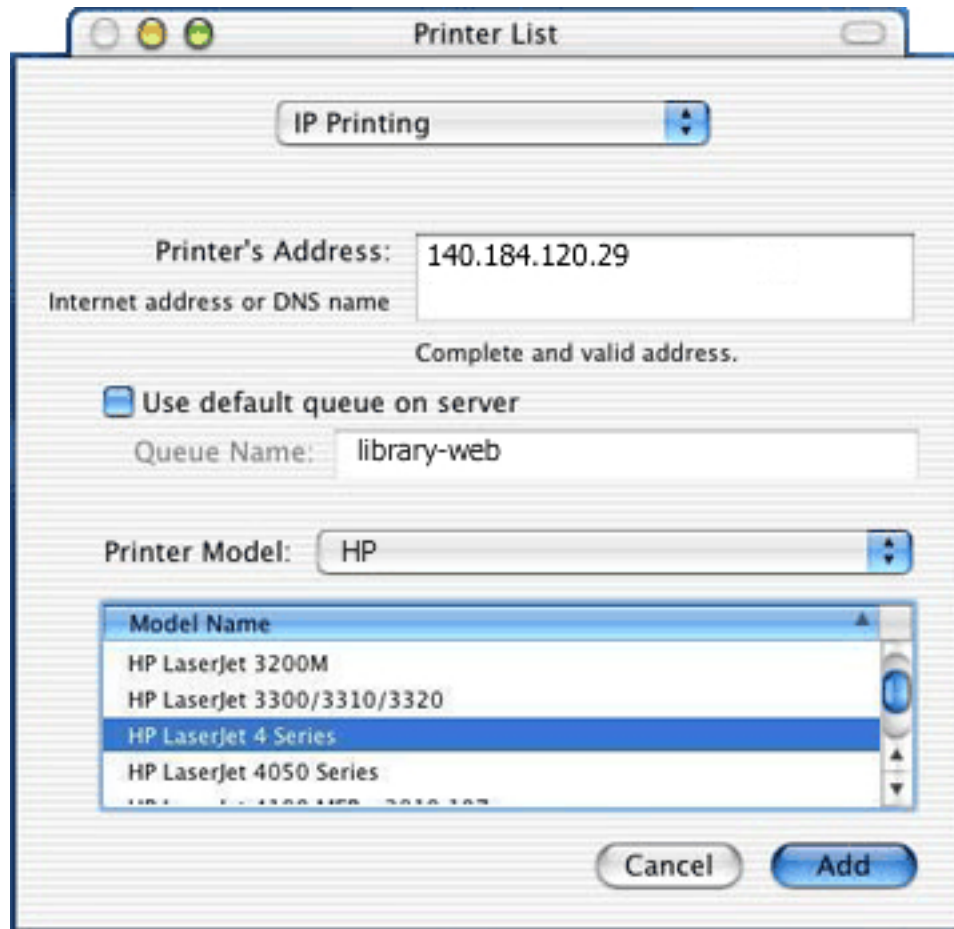 Printer List
IP Printing
Printer's Address:
140.184.120.29
Internet address or DNS name
Complete and valid address.
Use default queue on server
Queue Name:
library-web
Printer Model:
HP
Model Name
HP LaserJet 3200M
HP LaserJet 3300/3310/3320
HP LaserJet 4 Series
HP LaserJet 4050 Series
Cancel
Add